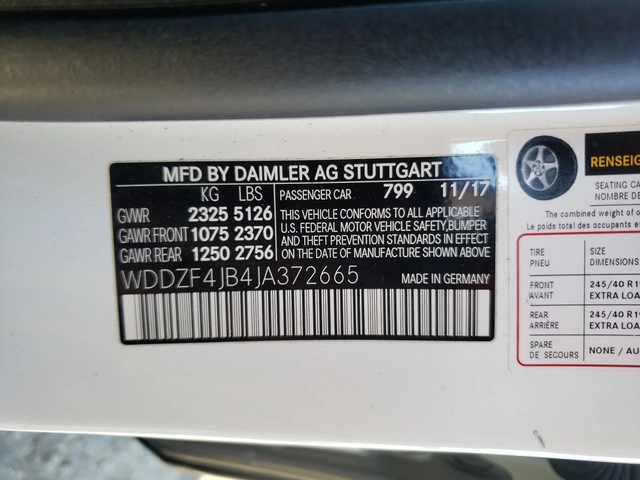 MFD BY DAIMLER AG STUTTGART
KG LBS PASSENGER CAR 799 11/17
GVWR 2325 5126
GAWR FRONT 1075 2370
GAWR REAR 1250 2756
THIS VEHICLE CONFORMS TO ALL APPLICABLE
U.S. FEDERAL MOTOR VEHICLE SAFETY,BUMPER
AND THEFT PREVENTION STANDARDS IN EFFECT
ON THE DATE OF MANUFACTURE SHOWN ABOVE
WDDZF4JB4JA372665
MADE IN GERMANY
RENSEIG
SEATING CA
NOMBRE DE
The combined weight of
Le poids total des occupants
TIRE SIZE
PNEU DIMENSIONS
FRONT 245/40 R19
AVANT EXTRA LOA
REAR 245/40 R19
ARRIÈRE EXTRA LOA
SPARE NONE / AU
DE SECOURS